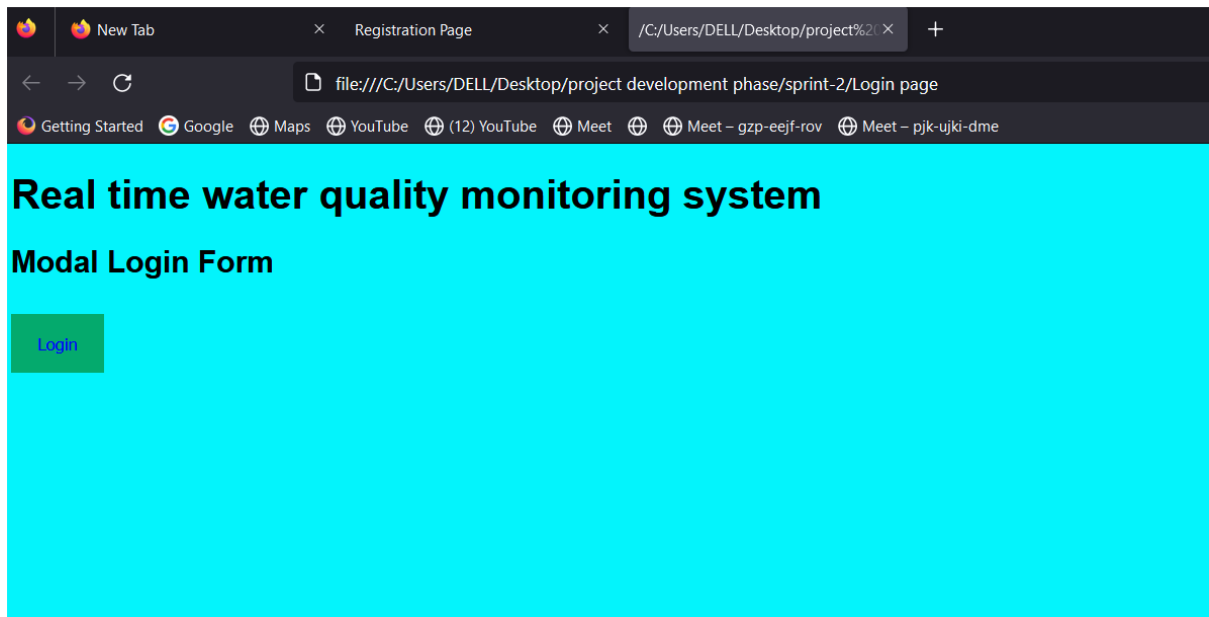 New Tab
Registration Page
/C:/Users/DELL/Desktop/project%20
file:///C:/Users/DELL/Desktop/project development phase/sprint-2/Login page
Getting Started Google Maps YouTube (12) YouTube Meet Meet – gzp-eejf-rov Meet – pjk-ujki-dme
Real time water quality monitoring system
Modal Login Form
Login